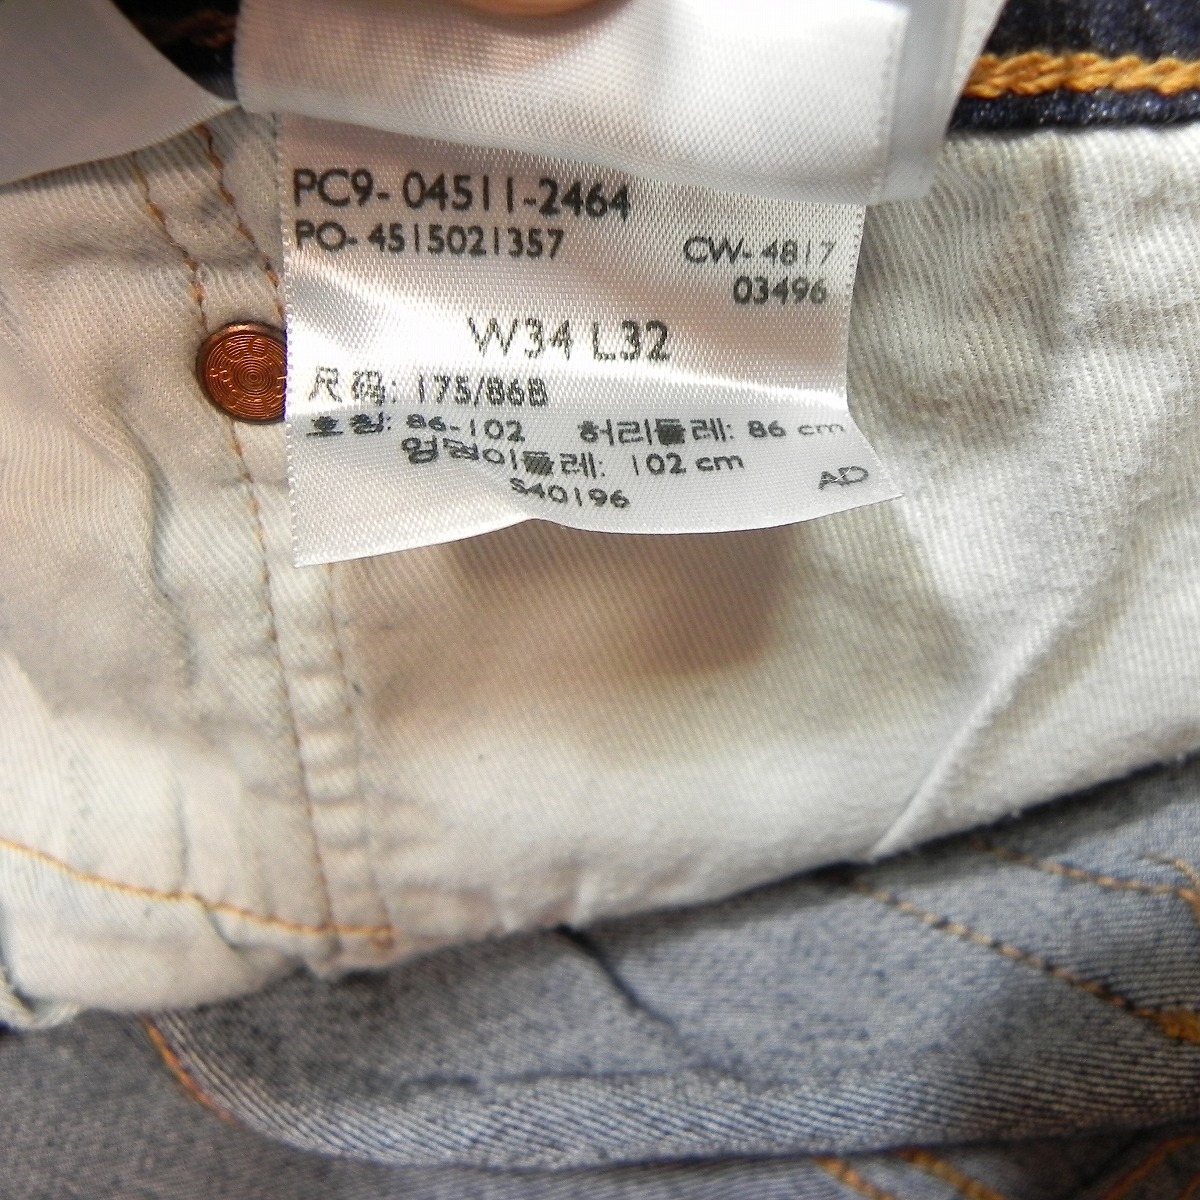 PC9- 04511-2464
PO- 4515021357 CW- 4817
03496
W34 L32
尺码: 175/86B
호칭: 86-102 허리둘레: 86 cm
엉덩이둘레: 102 cm
S40196 AD